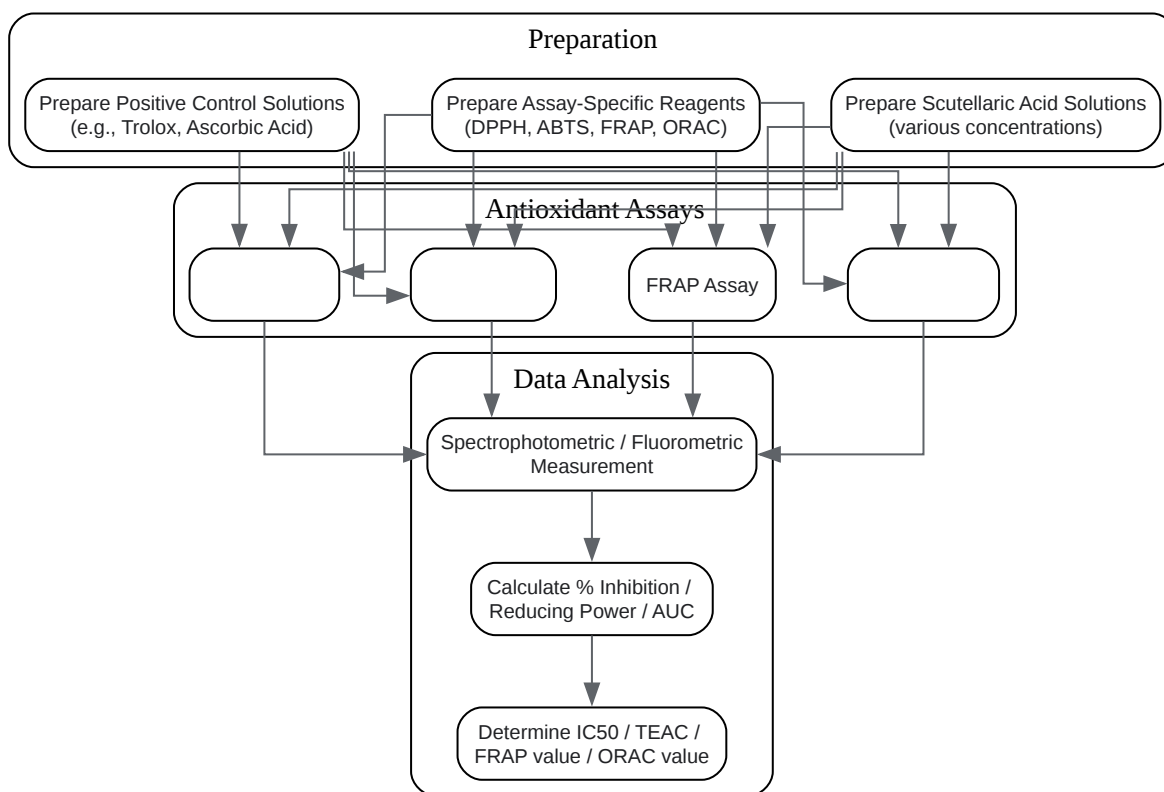 Preparation
Prepare Positive Control Solutions
(e.g., Trolox, Ascorbic Acid)
Prepare Assay-Specific Reagents
(DPPH, ABTS, FRAP, ORAC)
Prepare Scutellaric Acid Solutions
(various concentrations)
Antioxidant Assays
FRAP Assay
Data Analysis
Spectrophotometric / Fluorometric
Measurement
Calculate % Inhibition /
Reducing Power / AUC
Determine IC50 / TEAC /
FRAP value / ORAC value